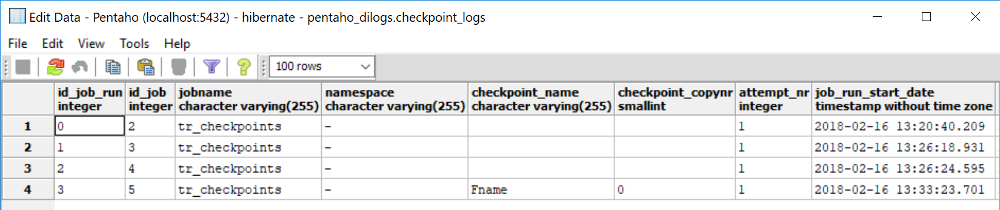 Edit Data - Pentaho (localhost:5432) - hibernate - pentaho_dilogs.checkpoint_logs
File Edit View Tools Help
100 rows
id_job_run id_job jobname namespace checkpoint_name checkpoint_copynr attempt_nr job_run_start_date
integer integer character varying(255) character varying(255) character varying(255) smallint integer timestamp without time zone
1 0 2 tr_checkpoints - 1 2018-02-16 13:20:40.209
2 1 3 tr_checkpoints - 1 2018-02-16 13:26:18.931
3 2 4 tr_checkpoints - 1 2018-02-16 13:26:24.595
4 3 5 tr_checkpoints - Fname 0 1 2018-02-16 13:33:23.701